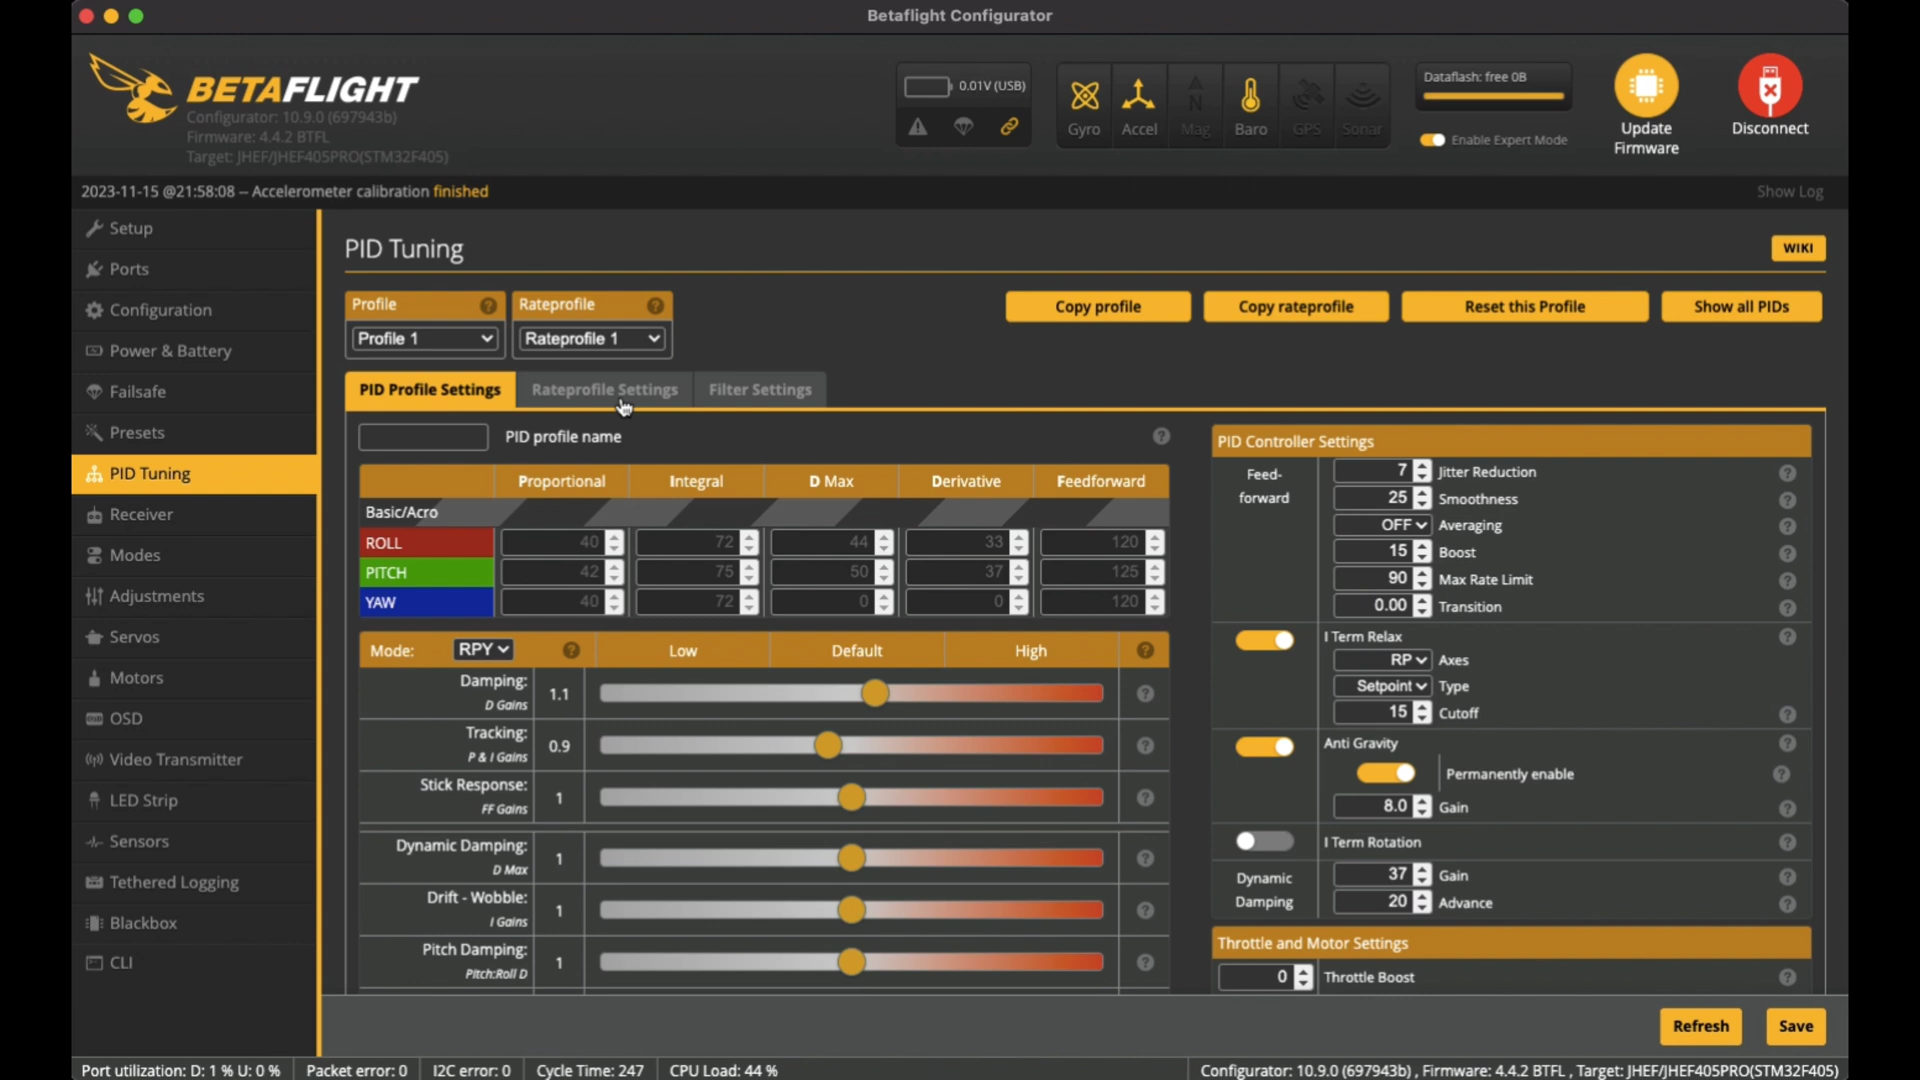 Betaflight Configurator
BETAFLIGHT
Configurator: 10.9.0 (697943b)
Firmware: 4.4.2 BTFL
Target: JHEF/JHEF405PRO(STM32F405)
0.01V (USB)
Gyro
Accel
Mag
Baro
GPS
Sonar
Dataflash: free 0B
Enable Expert Mode
Update
Firmware
Disconnect
2023-11-15 @21:58:08 -- Accelerometer calibration finished
Show Log
Setup
Ports
Configuration
Power & Battery
Failsafe
Presets
PID Tuning
Receiver
Modes
Adjustments
Servos
Motors
OSD
Video Transmitter
LED Strip
Sensors
Tethered Logging
Blackbox
CLI
PID Tuning
WIKI
Profile
Profile 1
Rateprofile
Rateprofile 1
Copy profile
Copy rateprofile
Reset this Profile
Show all PIDs
PID Profile Settings
Rateprofile Settings
Filter Settings
PID profile name
Proportional Integral D Max Derivative Feedforward
Basic/Acro
ROLL 40 72 44 33 120
PITCH 42 75 50 37 125
YAW 40 72 0 0 120
Mode: RPY Low Default High
Damping:
D Gains
1.1
Tracking:
P & I Gains
0.9
Stick Response:
FF Gains
1
Dynamic Damping:
D Max
1
Drift - Wobble:
I Gains
1
Pitch Damping:
Pitch:Roll D
1
PID Controller Settings
Feed-
forward
7 Jitter Reduction
25 Smoothness
OFF Averaging
15 Boost
90 Max Rate Limit
0.00 Transition
I Term Relax
RP Axes
Setpoint Type
15 Cutoff
Anti Gravity
Permanently enable
8.0 Gain
I Term Rotation
Dynamic
Damping
37 Gain
20 Advance
Throttle and Motor Settings
0 Throttle Boost
Refresh
Save
Port utilization: D: 1 % U: 0 %
Packet error: 0
I2C error: 0
Cycle Time: 247
CPU Load: 44 %
Configurator: 10.9.0 (697943b) , Firmware: 4.4.2 BTFL , Target: JHEF/JHEF405PRO(STM32F405)